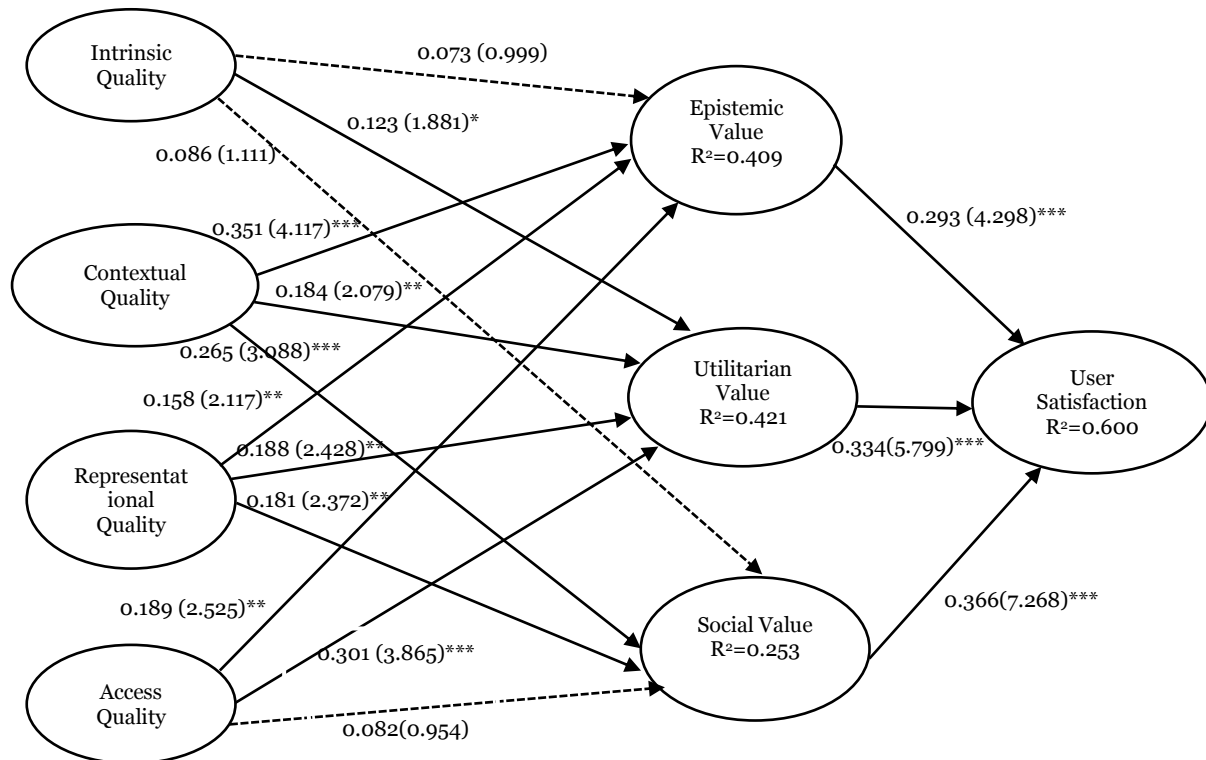 Intrinsic
Quality
0.073 (0.999)
Epistemic
Value
R²=0.409
0.123 (1.881)*
0.086 (1.111)
0.351 (4.117)***
0.293 (4.298)***
Contextual
Quality
0.184 (2.079)**
0.265 (3.088)***
Utilitarian
Value
R²=0.421
User
Satisfaction
R²=0.600
0.158 (2.117)**
0.188 (2.428)**
0.334(5.799)***
Representat
ional
Quality
0.181 (2.372)**
0.189 (2.525)**
0.366(7.268)***
Social Value
R²=0.253
0.301 (3.865)***
Access
Quality
0.082(0.954)